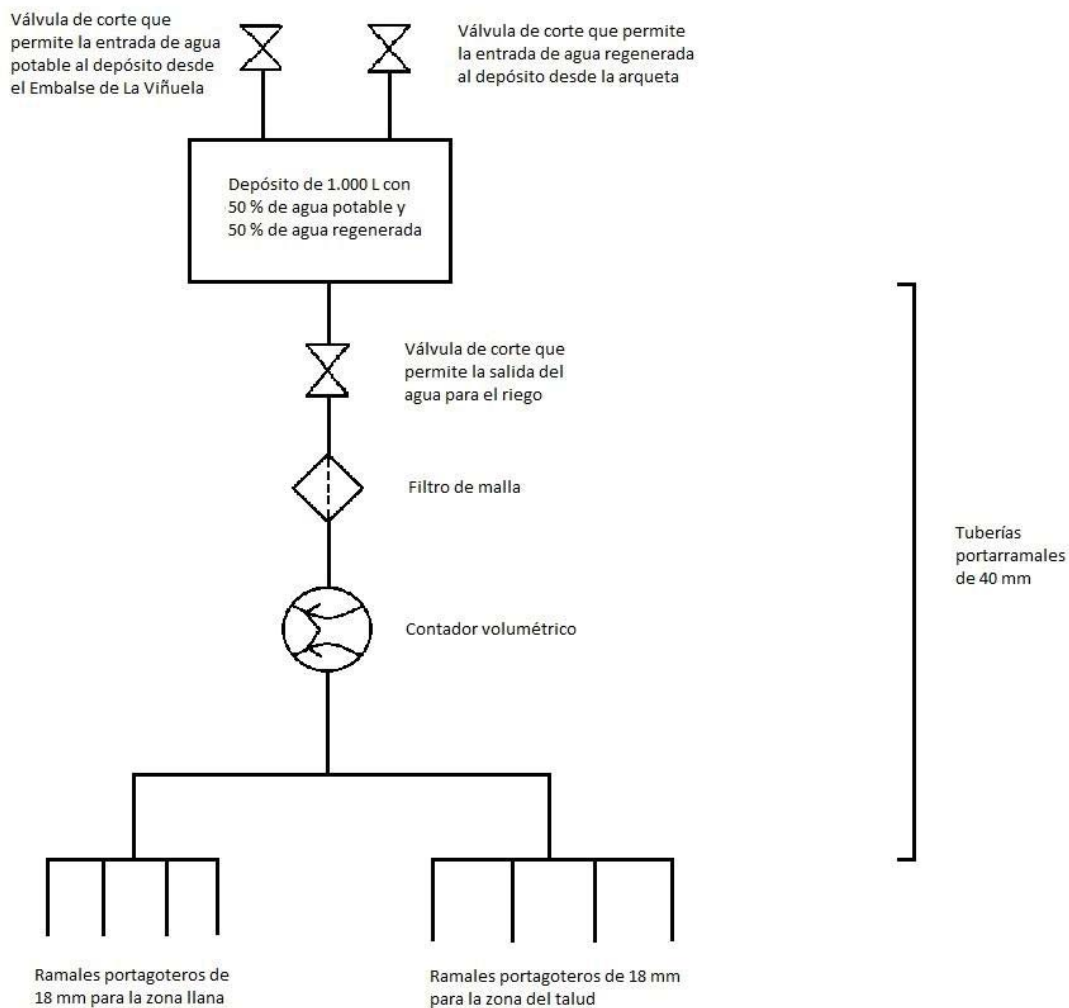 Válvula de corte que
permite la entrada de agua
potable al depósito desde
el Embalse de La Viñuela
Válvula de corte que permite
la entrada de agua regenerada
al depósito desde la arqueta
Depósito de 1.000 L con
50 % de agua potable y
50 % de agua regenerada
Válvula de corte que
permite la salida del
agua para el riego
Filtro de malla
Tuberías
portarramales
de 40 mm
Contador volumétrico
Ramales portagoteros de
18 mm para la zona llana
Ramales portagoteros de 18 mm
para la zona del talud